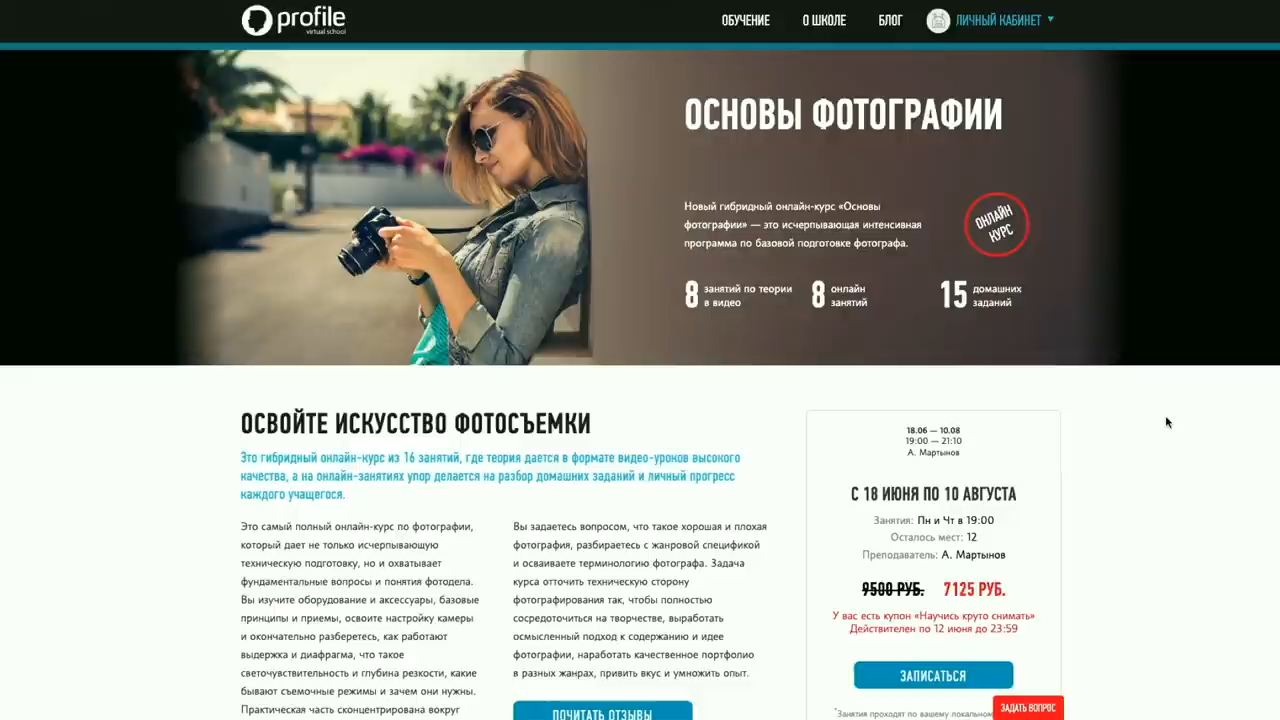 profile
virtual school
ОБУЧЕНИЕ
О ШКОЛЕ
БЛОГ
ЛИЧНЫЙ КАБИНЕТ
ОСНОВЫ ФОТОГРАФИИ
Новый гибридный онлайн-курс «Основы
фотографии» — это исчерпывающая интенсивная
программа по базовой подготовке фотографа.
ОНЛАЙН
КУРС
8 занятий по теории
в видео
8 онлайн
занятий
15 домашних
заданий
ОСВОЙТЕ ИСКУССТВО ФОТОСЪЕМКИ
Это гибридный онлайн-курс из 16 занятий, где теория дается в формате видео-уроков высокого
качества, а на онлайн-занятиях упор делается на разбор домашних заданий и личный прогресс
каждого учащегося.
Это самый полный онлайн-курс по фотографии,
который дает не только исчерпывающую
техническую подготовку, но и охватывает
фундаментальные вопросы и понятия фотодела.
Вы изучите оборудование и аксессуары, базовые
принципы и приемы, освоите настройку камеры
и окончательно разберетесь, как работают
выдержка и диафрагма, что такое
светочувствительность и глубина резкости, какие
бывают съемочные режимы и зачем они нужны.
Практическая часть сконцентрирована вокруг
Вы задаетесь вопросом, что такое хорошая и плохая
фотография, разбираетесь с жанровой спецификой
и осваиваете терминологию фотографа. Задача
курса отточить техническую сторону
фотографирования так, чтобы полностью
сосредоточиться на творчестве, выработать
осмысленный подход к содержанию и идее
фотографии, наработать качественное портфолио
в разных жанрах, привить вкус и умножить опыт.
ПОЧИТАТЬ ОТЗЫВЫ
18.06 — 10.08
19:00 — 21:10
А. Мартынов
С 18 ИЮНЯ ПО 10 АВГУСТА
Занятия: Пн и Чт в 19:00
Осталось мест: 12
Преподаватель: А. Мартынов
9500 РУБ. 7125 РУБ.
У вас есть купон «Научись круто снимать»
Действителен по 12 июня до 23:59
ЗАПИСАТЬСЯ
*Занятия проходят по вашему локальном
ЗАДАТЬ ВОПРОС